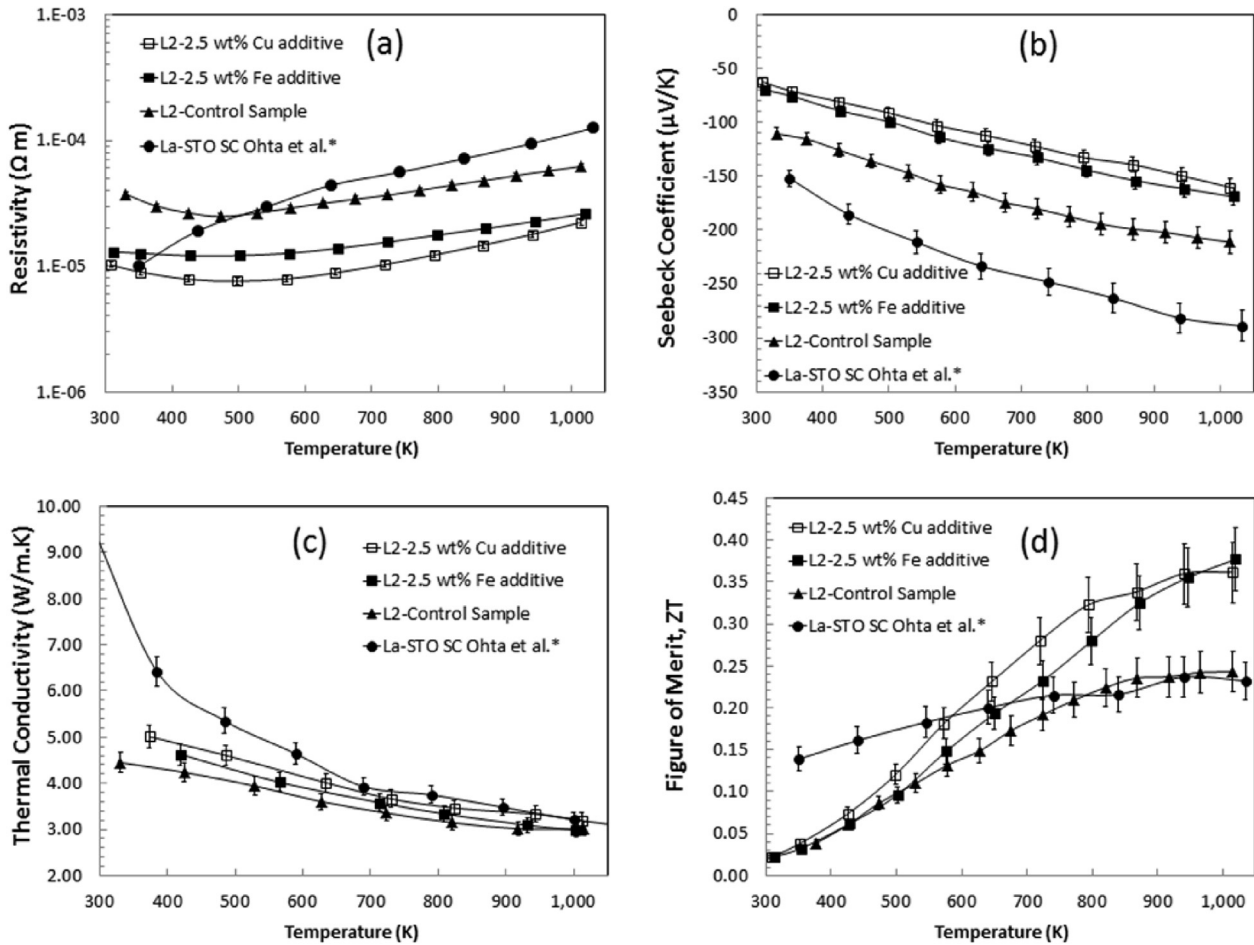 (a)
Resistivity (Ω m)
1.E-03
1.E-04
1.E-05
1.E-06
L2-2.5 wt% Cu additive
L2-2.5 wt% Fe additive
L2-Control Sample
La-STO SC Ohta et al.*
300 400 500 600 700 800 900 1,000
Temperature (K)
(b)
Seebeck Coefficient (μV/K)
0
-50
-100
-150
-200
-250
-300
-350
L2-2.5 wt% Cu additive
L2-2.5 wt% Fe additive
L2-Control Sample
La-STO SC Ohta et al.*
300 400 500 600 700 800 900 1,000
Temperature (K)
(c)
Thermal Conductivity (W/m.K)
10.00
9.00
8.00
7.00
6.00
5.00
4.00
3.00
2.00
L2-2.5 wt% Cu additive
L2-2.5 wt% Fe additive
L2-Control Sample
La-STO SC Ohta et al.*
300 400 500 600 700 800 900 1,000
Temperature (K)
(d)
Figure of Merit, ZT
0.45
0.40
0.35
0.30
0.25
0.20
0.15
0.10
0.05
0.00
L2-2.5 wt% Cu additive
L2-2.5 wt% Fe additive
L2-Control Sample
La-STO SC Ohta et al.*
300 400 500 600 700 800 900 1,000
Temperature (K)